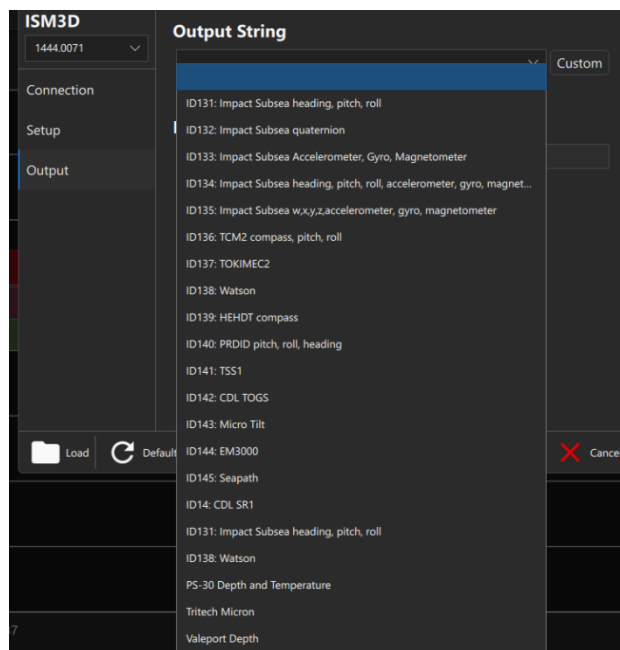 ISM3D
Output String
1444.0071
Custom
Connection
Setup
Output
ID131: Impact Subsea heading, pitch, roll
ID132: Impact Subsea quaternion
ID133: Impact Subsea Accelerometer, Gyro, Magnetometer
ID134: Impact Subsea heading, pitch, roll, accelerometer, gyro, magnet...
ID135: Impact Subsea w,x,y,z,accelerometer, gyro, magnetometer
ID136: TCM2 compass, pitch, roll
ID137: TOKIMEC2
ID138: Watson
ID139: HEHDT compass
ID140: PRDID pitch, roll, heading
ID141: TSS1
ID142: CDL TOGS
ID143: Micro Tilt
ID144: EM3000
ID145: Seapath
ID14: CDL SR1
ID131: Impact Subsea heading, pitch, roll
ID138: Watson
PS-30 Depth and Temperature
Tritech Micron
Valeport Depth
Load
Default
Cance